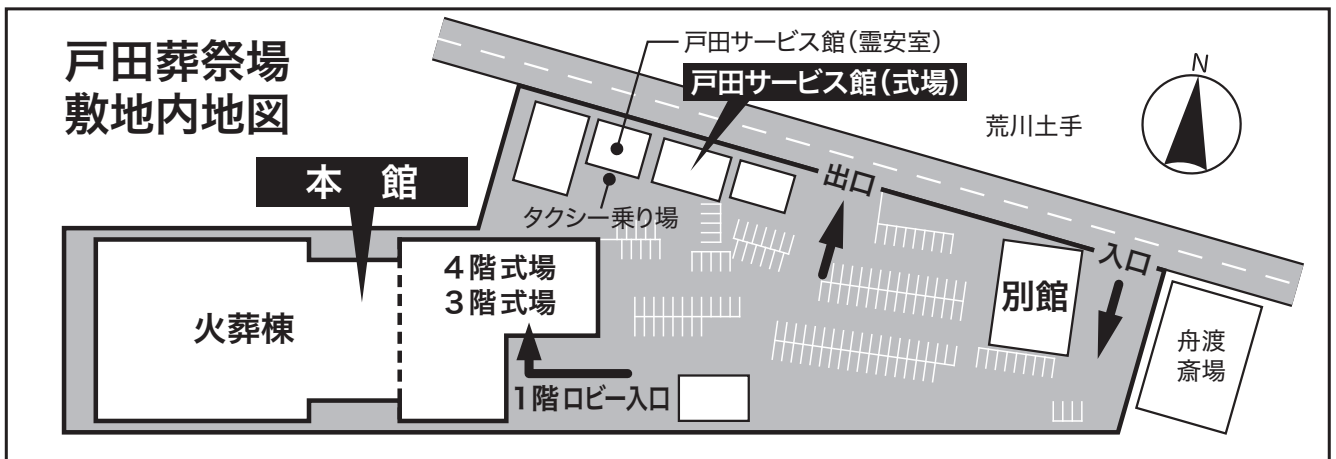 戸田葬祭場
敷地内地図
戸田サービス館（霊安室）
戸田サービス館（式場）
N
荒川土手
本 館
タクシー乗り場
出口
入口
4階式場
3階式場
火葬棟
別館
舟渡
斎場
1階ロビー入口